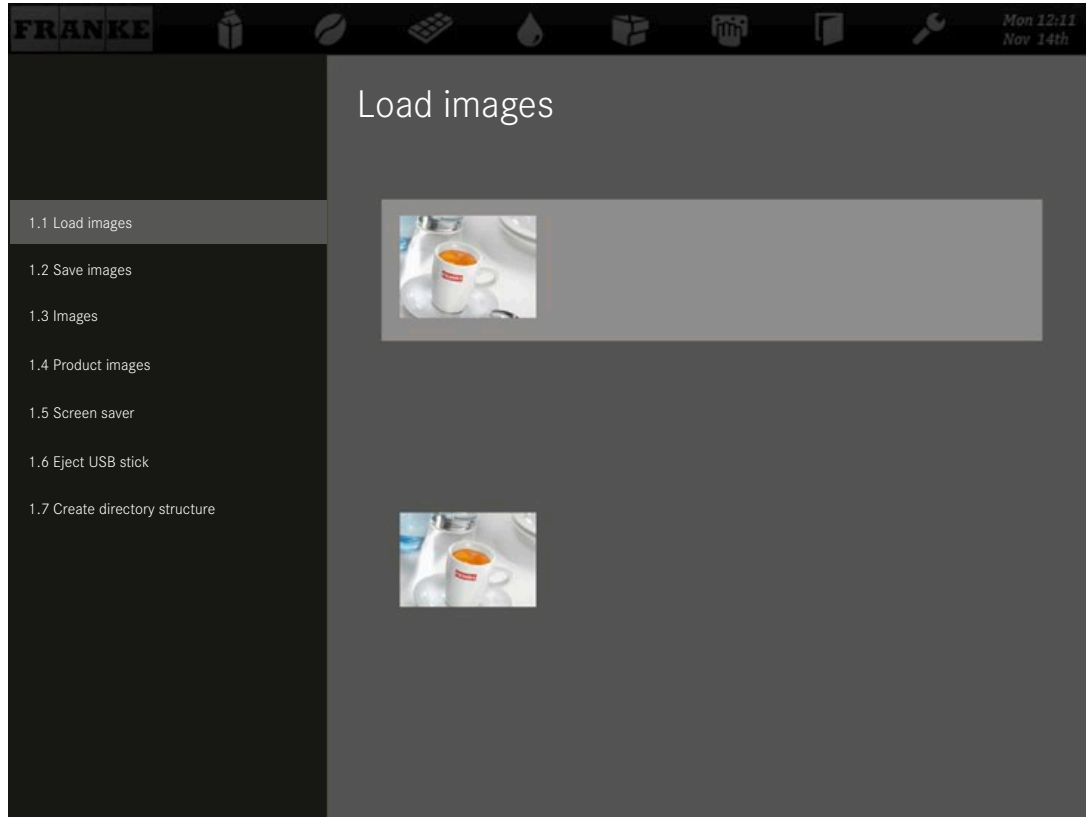 FRANKE
Mon 12:11
Nov 14th
Load images
1.1 Load images
1.2 Save images
1.3 Images
1.4 Product images
1.5 Screen saver
1.6 Eject USB stick
1.7 Create directory structure